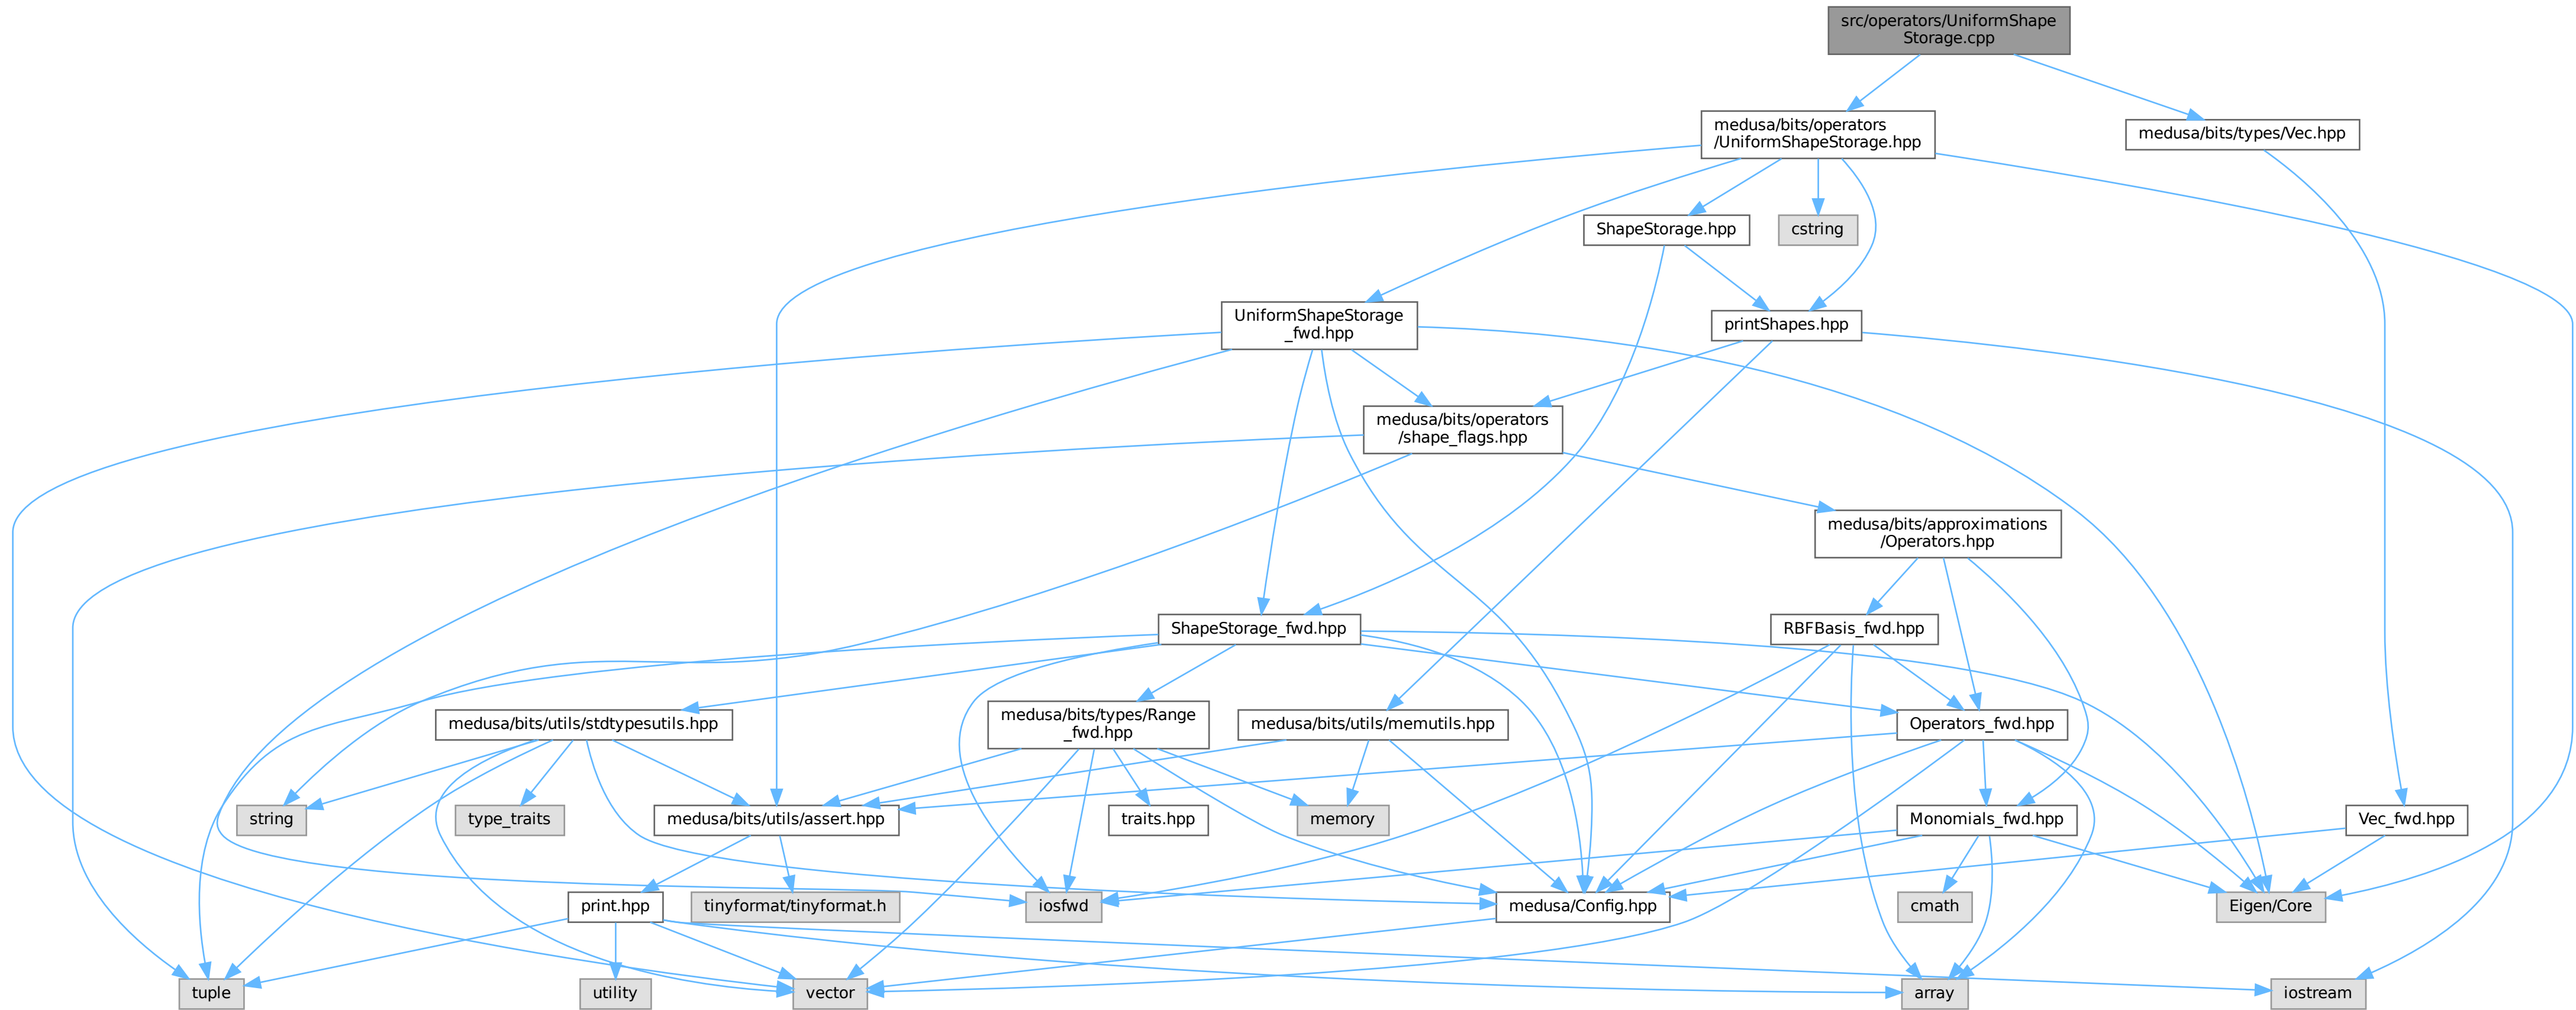 src/operators/UniformShape
Storage.cpp
medusa/bits/operators
/UniformShapeStorage.hpp
medusa/bits/types/Vec.hpp
ShapeStorage.hpp
cstring
UniformShapeStorage
_fwd.hpp
printShapes.hpp
medusa/bits/operators
/shape_flags.hpp
medusa/bits/approximations
/Operators.hpp
ShapeStorage_fwd.hpp
RBFBasis_fwd.hpp
medusa/bits/utils/stdtypesutils.hpp
medusa/bits/types/Range
_fwd.hpp
medusa/bits/utils/memutils.hpp
Operators_fwd.hpp
string
type_traits
medusa/bits/utils/assert.hpp
traits.hpp
memory
Monomials_fwd.hpp
Vec_fwd.hpp
print.hpp
tinyformat/tinyformat.h
iosfwd
medusa/Config.hpp
cmath
Eigen/Core
tuple
utility
vector
array
iostream